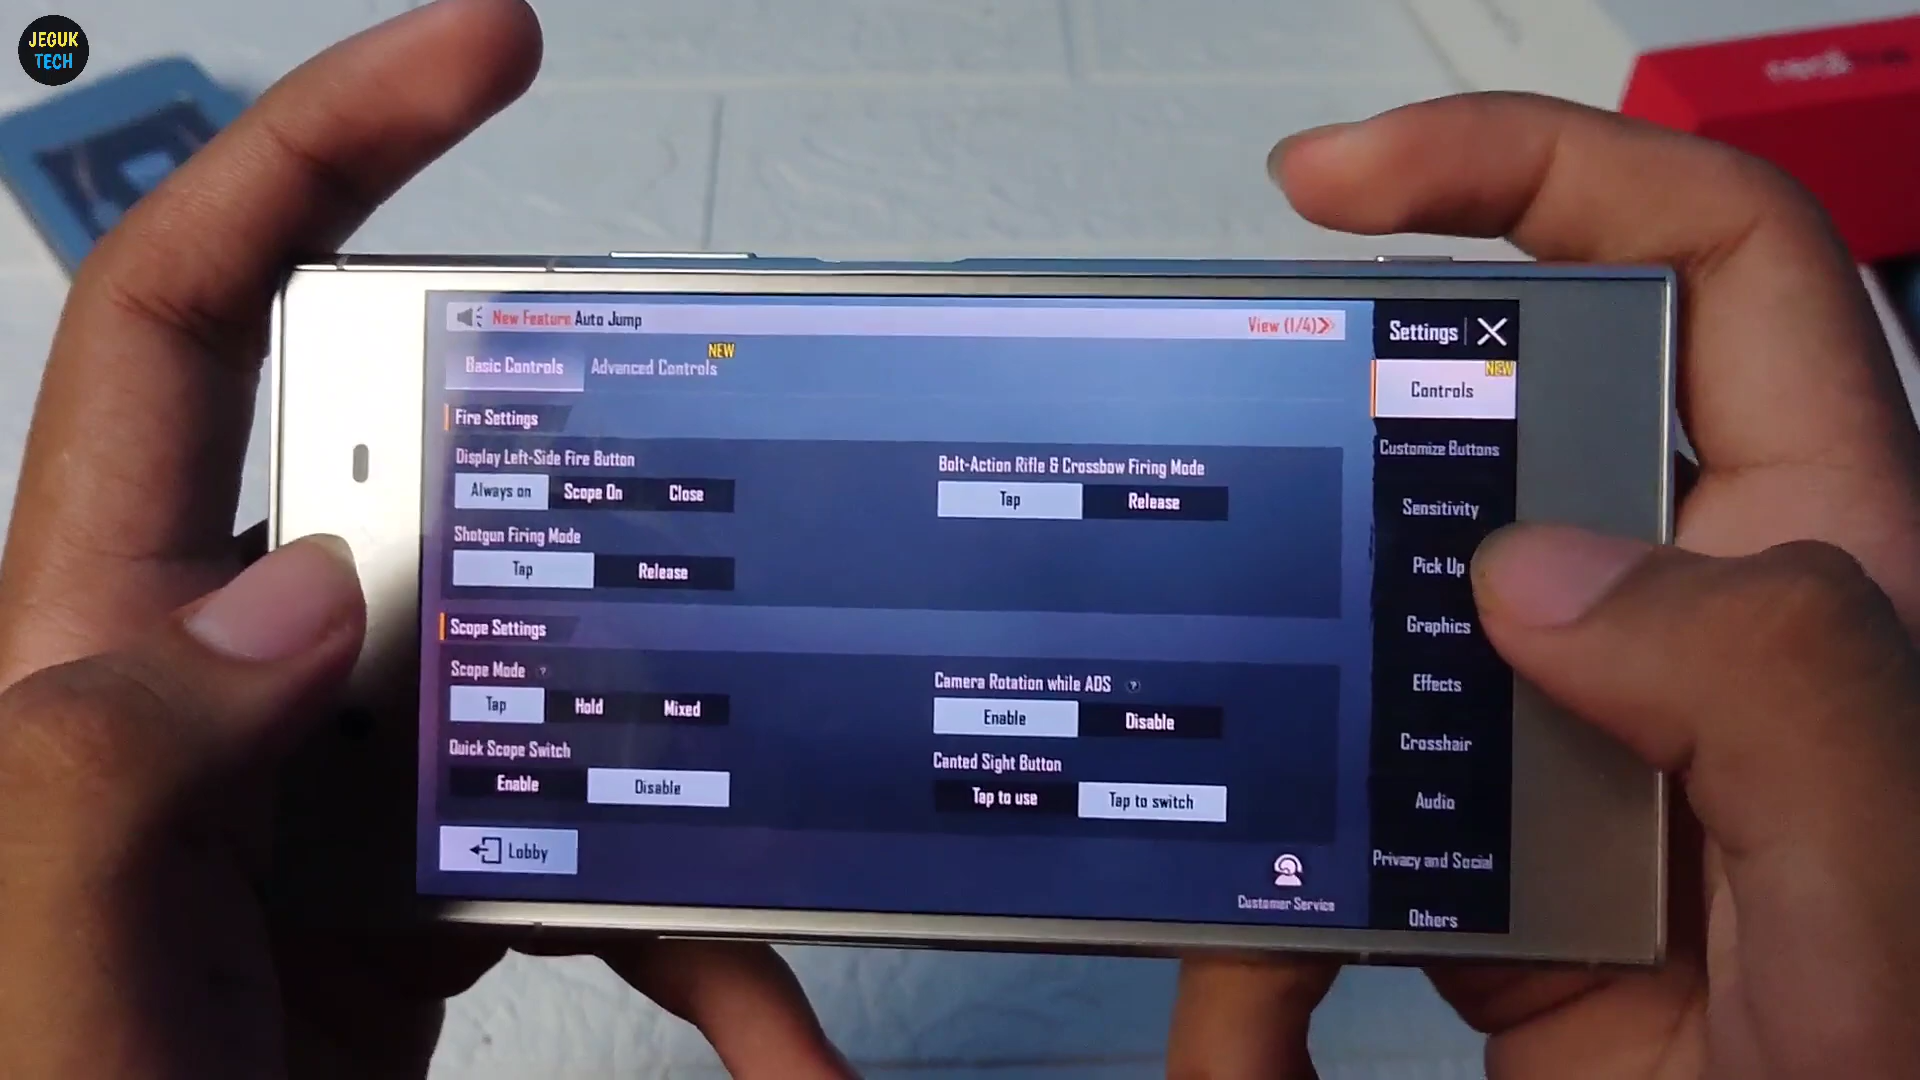 JEGUK
TECH
New Feature Auto Jump
View (1/4)
Settings
Basic Controls
Advanced Controls
NEW
NEW
Controls
Fire Settings
Customize Buttons
Display Left-Side Fire Button
Bolt-Action Rifle & Crossbow Firing Mode
Always on
Scope On
Close
Tap
Release
Sensitivity
Shotgun Firing Mode
Tap
Release
Pick Up
Scope Settings
Graphics
Scope Mode ?
Camera Rotation while ADS ?
Tap
Hold
Mixed
Enable
Disable
Effects
Quick Scope Switch
Canted Sight Button
Crosshair
Enable
Disable
Tap to use
Tap to switch
Audio
Lobby
Customer Service
Privacy and Social
Others